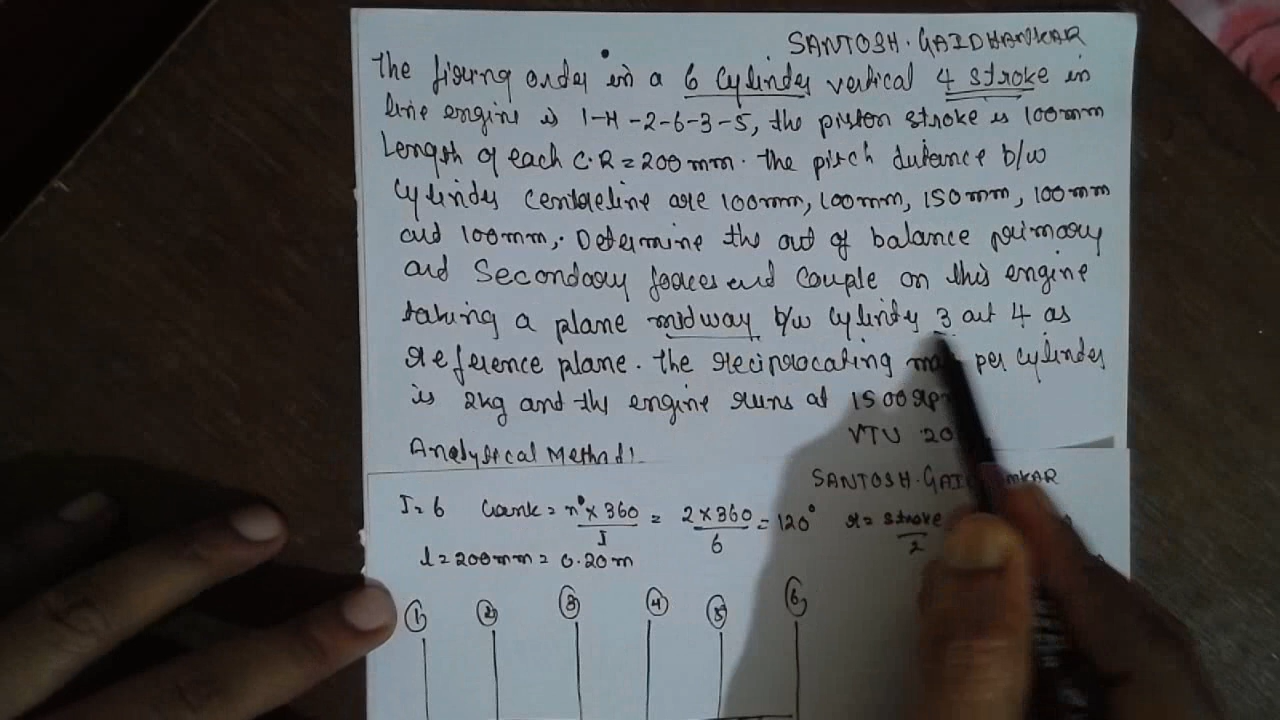 SANTOSH. GAIDHANKAR
The firing order in a 6 cylinder vertical 4 stroke in
line engine is 1-4-2-6-3-5, the piston stroke is 100mm
Length of each C.R = 200 mm. The pitch distance b/w
cylinder centreline are 100mm, 100mm, 150mm, 100mm
and 100mm,. Determine the out of balance primary
and Secondary forces and Couple on this engine
taking a plane midway b/w cylindy 3 and 4 as
reference plane. The reciprocating per cylinder
is 2kg and the engine runs at 1500
VTU 20
Analytical Method:
SANTOSH.
I = 6 Crank = n° × 360 / I = 2 × 360 / 6 = 120° r = stroke / 2
l = 200mm = 0.20m
① ② ③ ④ ⑤ ⑥